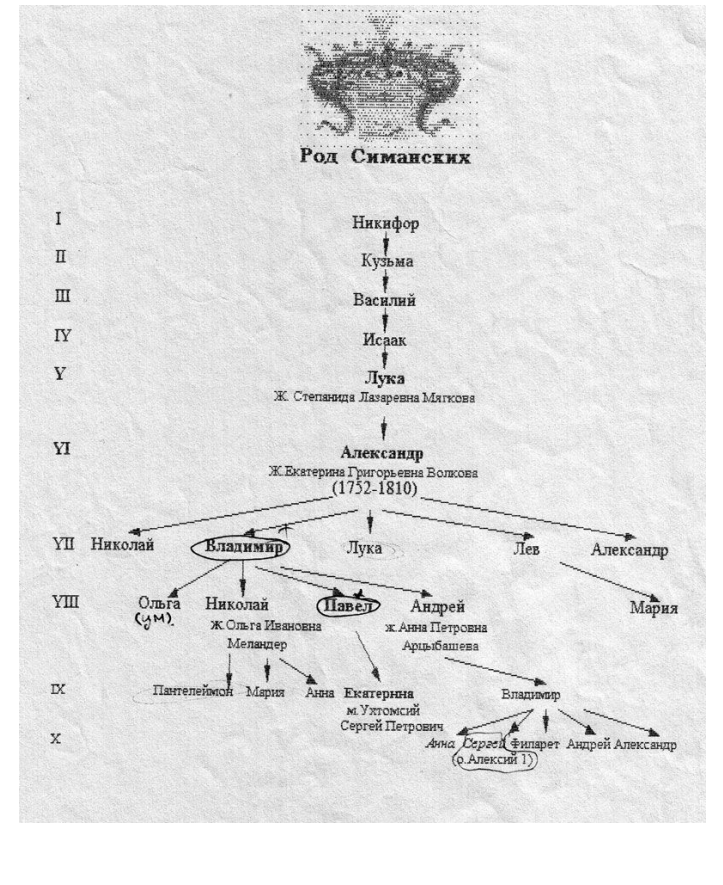 Род Симанских
I Никифор
II Кузьма
III Василий
IY Исаак
Y Лука
Ж. Степанида Лазаревна Мягкова
YI Александр
Ж.Екатерина Григорьевна Волкова
(1752-1810)
YII Николай Владимир Лука Лев Александр
YIII Ольга Николай Павел Андрей Мария
(ум). ж.Ольга Ивановна ж.Анна Петровна
Меландер Арцыбашева
IX Пантелеймон Мария Анна Екатерина Владимир
м.Ухтомсий
Сергей Петрович
X Анна Сергей Филарет Андрей Александр
(о.Алексий 1)